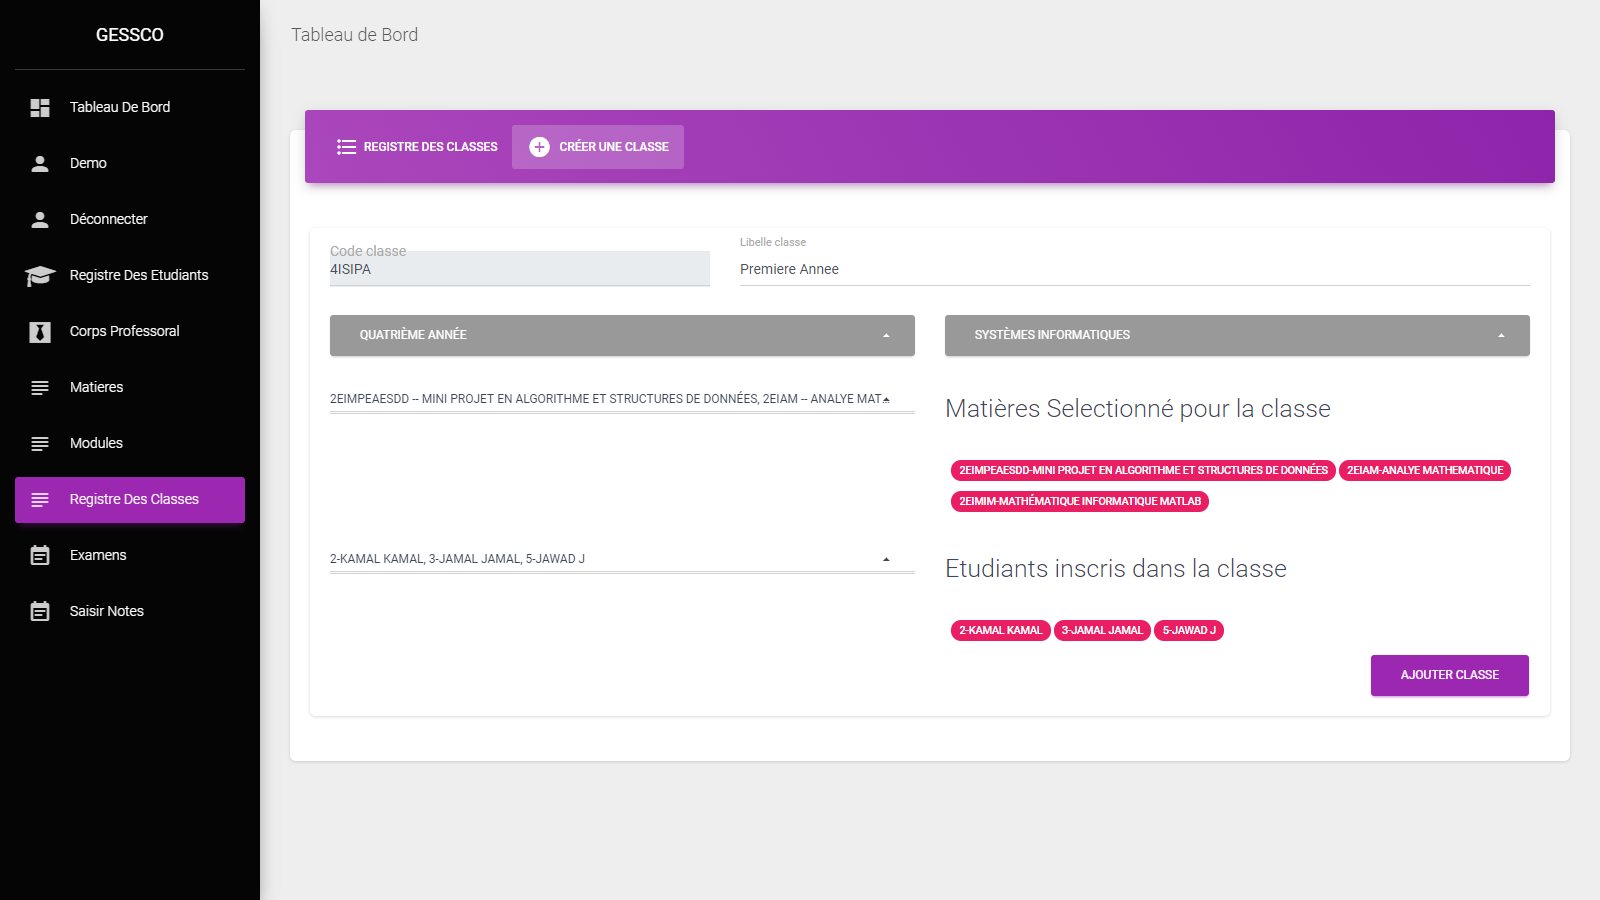 GESSCO
Tableau De Bord
Demo
Déconnecter
Registre Des Etudiants
Corps Professoral
Matieres
Modules
Registre Des Classes
Examens
Saisir Notes
Tableau de Bord
REGISTRE DES CLASSES
CRÉER UNE CLASSE
Code classe
4ISIPA
Libelle classe
Premiere Annee
QUATRIÈME ANNÉE
SYSTÈMES INFORMATIQUES
2EIMPEAESDD -- MINI PROJET EN ALGORITHME ET STRUCTURES DE DONNÉES, 2EIAM -- ANALYE MAT...
Matières Selectionné pour la classe
2EIMPEAESDD-MINI PROJET EN ALGORITHME ET STRUCTURES DE DONNÉES
2EIAM-ANALYE MATHEMATIQUE
2EIMIM-MATHÉMATIQUE INFORMATIQUE MATLAB
2-KAMAL KAMAL, 3-JAMAL JAMAL, 5-JAWAD J
Etudiants inscris dans la classe
2-KAMAL KAMAL
3-JAMAL JAMAL
5-JAWAD J
AJOUTER CLASSE